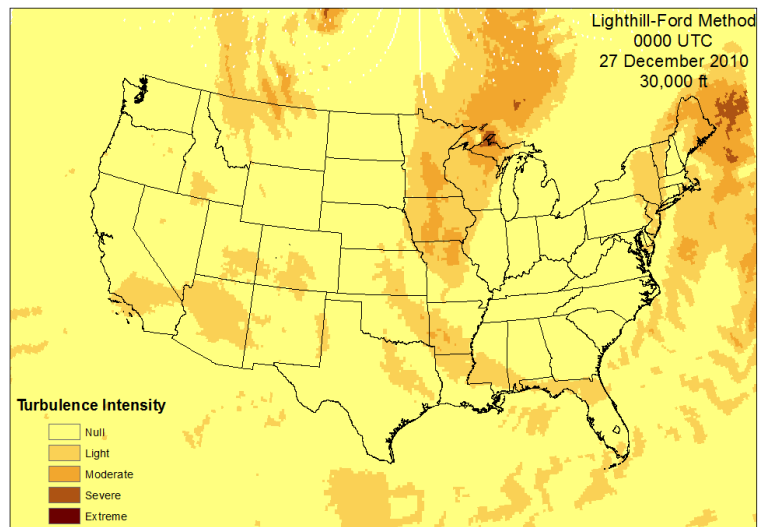 Lighthill-Ford Method
0000 UTC
27 December 2010
30,000 ft
Turbulence Intensity
Null
Light
Moderate
Severe
Extreme